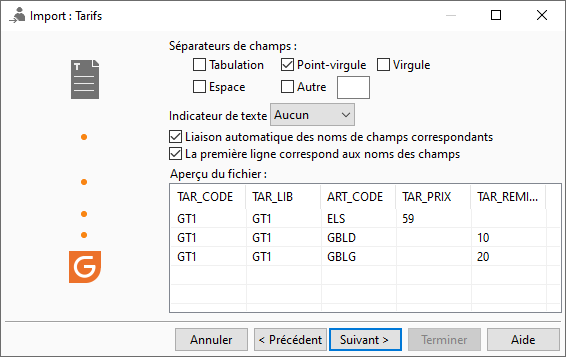 Import : Tarifs
Séparateurs de champs :
Tabulation Point-virgule Virgule
Espace Autre
Indicateur de texte Aucun
Liaison automatique des noms de champs correspondants
La première ligne correspond aux noms des champs
Aperçu du fichier :
TAR_CODE TAR_LIB ART_CODE TAR_PRIX TAR_REMI...
GT1 GT1 ELS 59
GT1 GT1 GBLD 10
GT1 GT1 GBLG 20
Annuler < Précédent Suivant > Terminer Aide